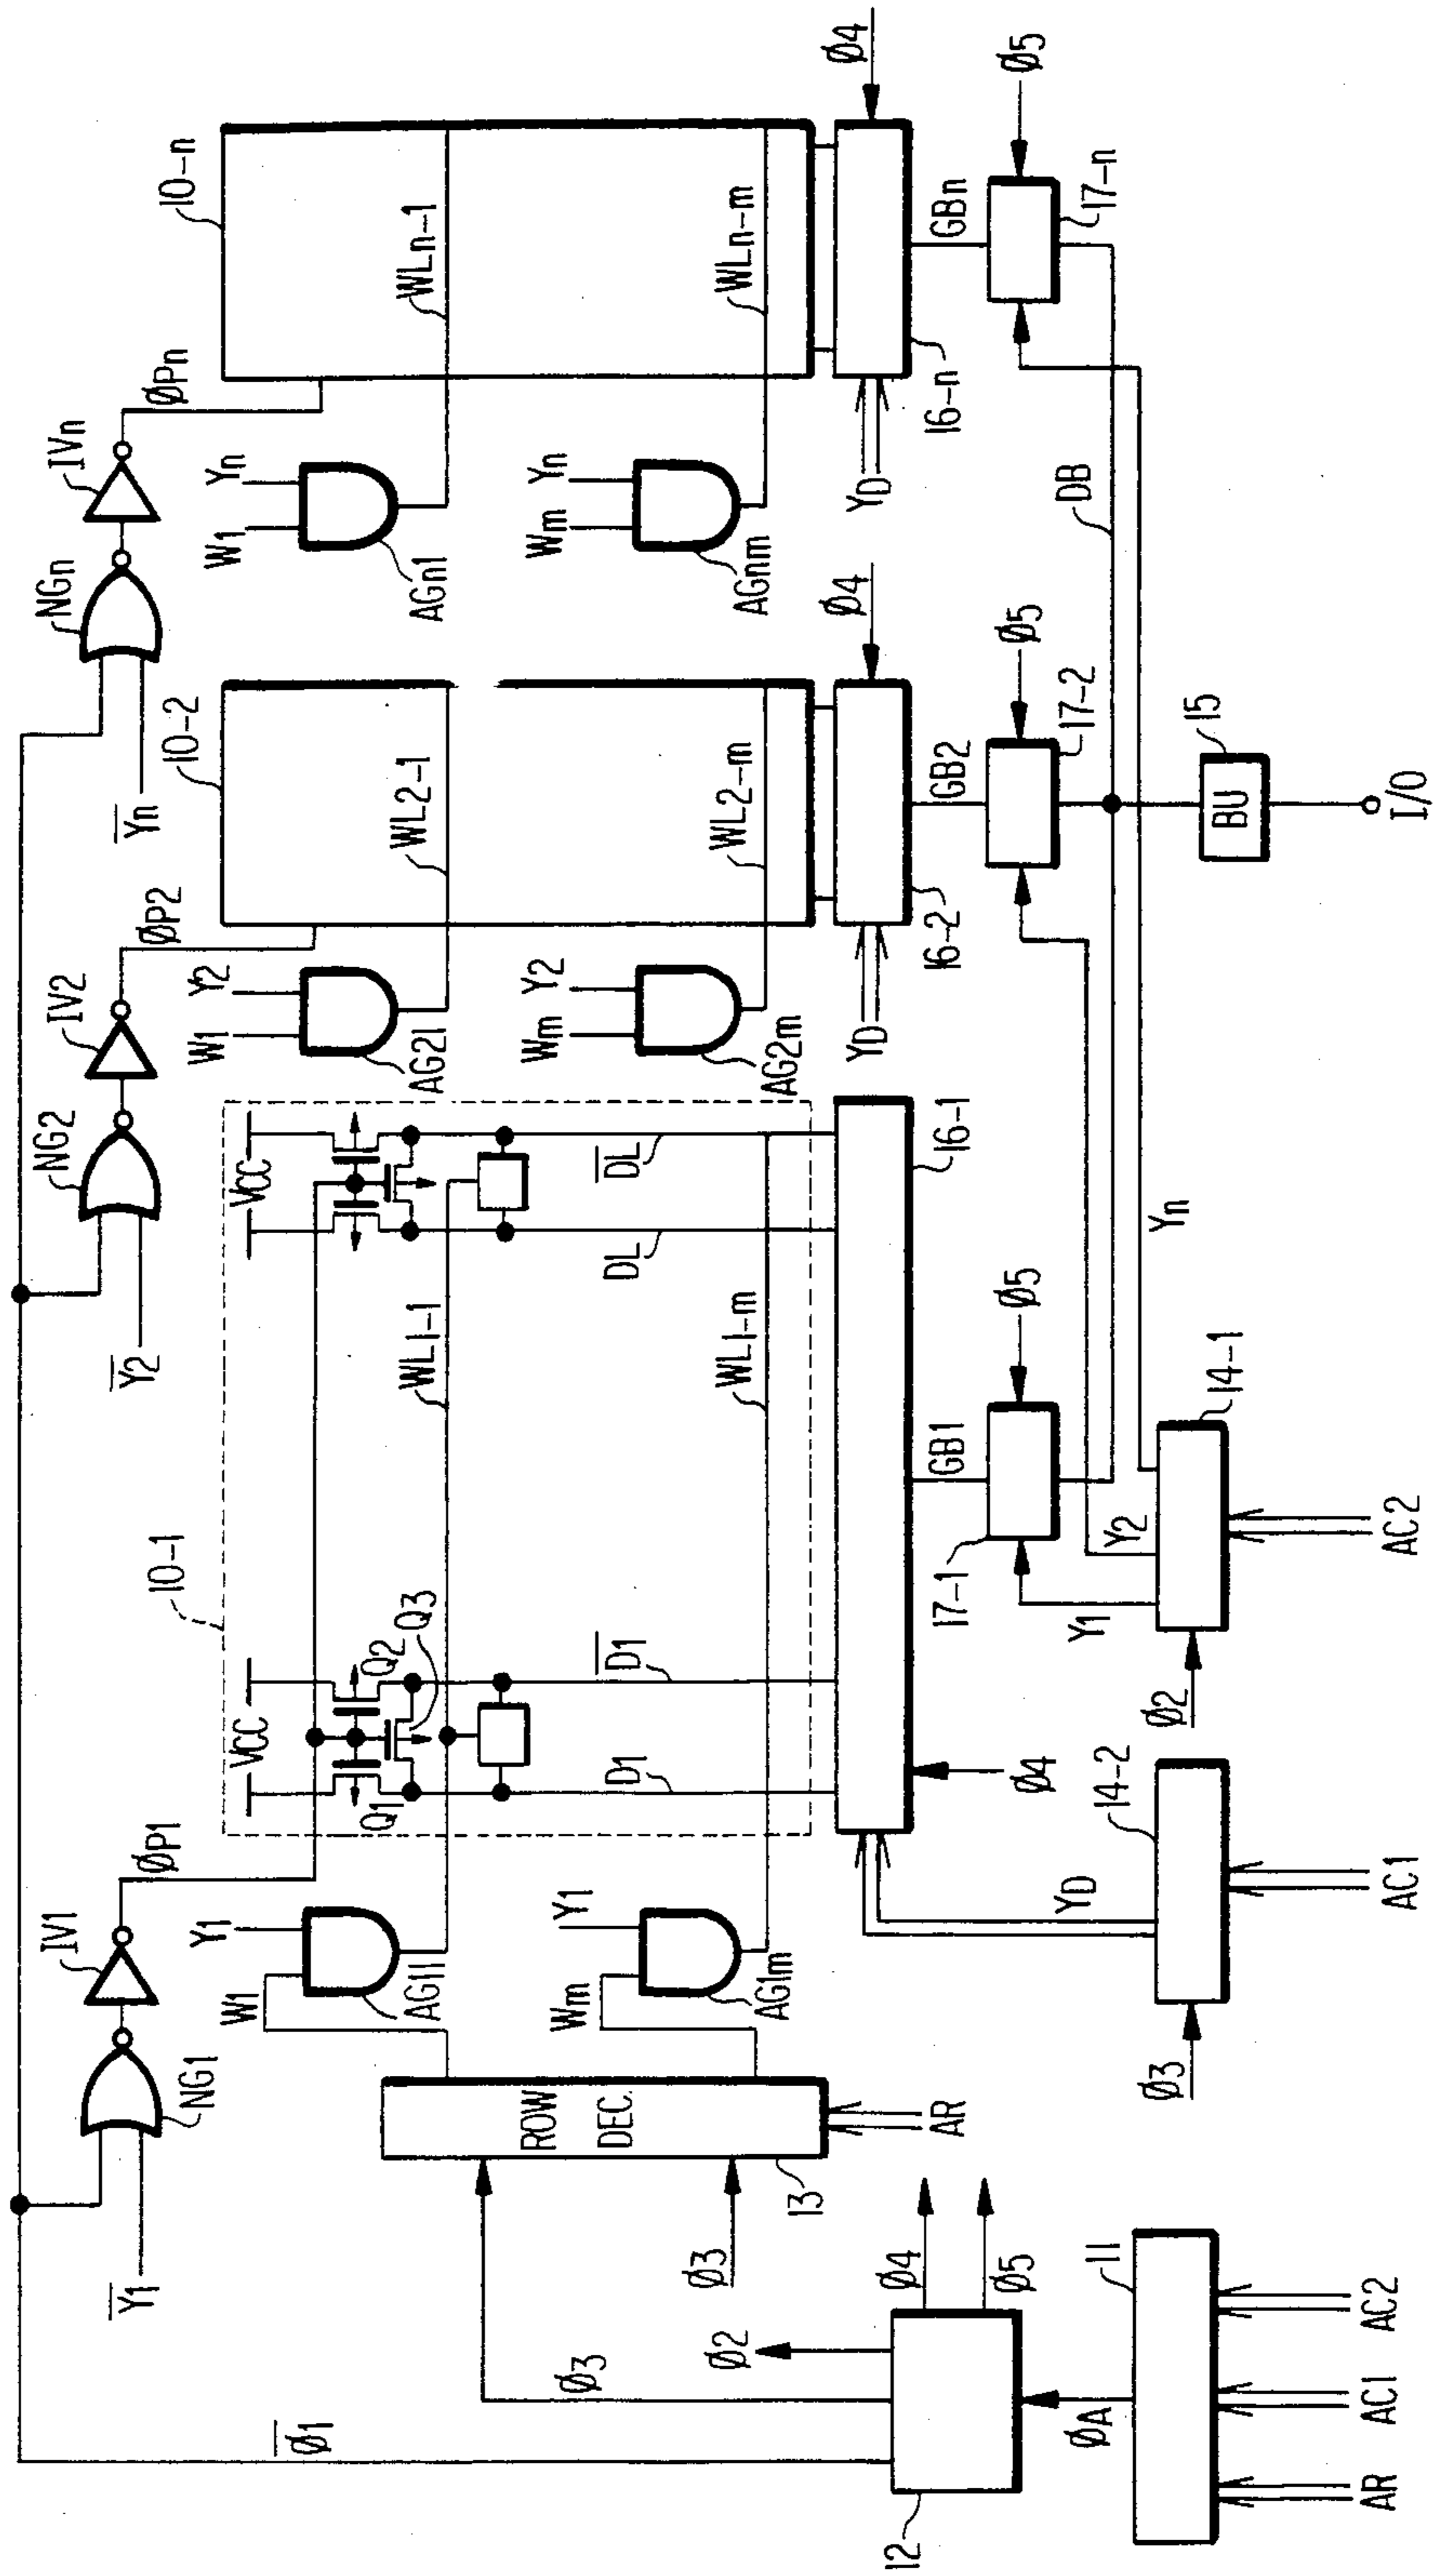 NG1
IV1
ØP1
NG2
IV2
ØP2
NGn
IVn
ØPn
Y1
Y2
Yn
Ø1
10-1
10-2
10-n
VCC
VCC
W1
Y1
AG11
Q1
Q2
Q3
WL1-1
W1
Y2
AG21
WL2-1
W1
Yn
AGn1
WLn-1
ROW
DEC.
13
AR
Ø3
Ø3
Wm
Y1
AG1m
D1
D1
DL
DL
WL1-m
Wm
Y2
AG2m
WL2-m
Wm
Yn
AGnm
WLn-m
YD
YD
Ø4
Ø4
16-1
16-2
16-n
Ø4
Ø2
Ø4
Ø5
12
ØA
11
AR
AC1
AC2
YD
14-2
Ø3
AC1
GB1
GB2
GBn
17-1
17-2
17-n
Ø5
Ø5
Ø5
Y1
Y2
Yn
DB
14-1
Ø2
AC2
BU
15
I/O